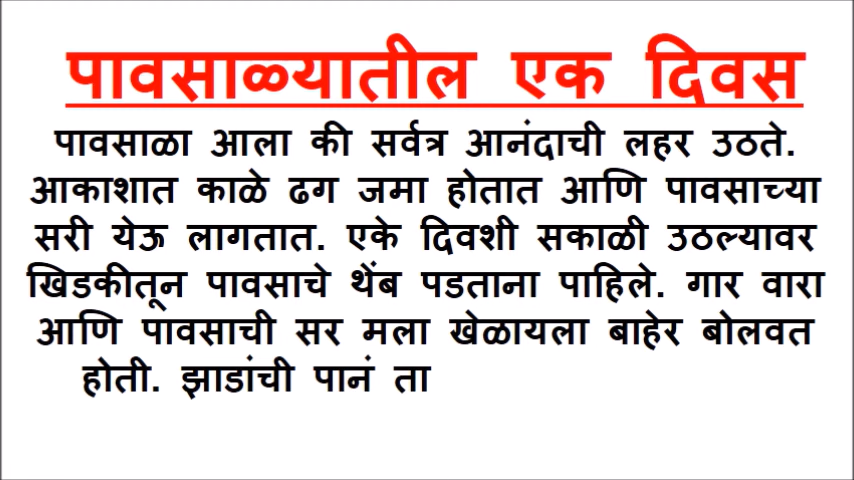 पावसाळ्यातील एक दिवस
पावसाळा आला की सर्वत्र आनंदाची लहर उठते.
आकाशात काळे ढग जमा होतात आणि पावसाच्या
सरी येऊ लागतात. एके दिवशी सकाळी उठल्यावर
खिडकीतून पावसाचे थेंब पडताना पाहिले. गार वारा
आणि पावसाची सर मला खेळायला बाहेर बोलवत
होती. झाडांची पानं ता